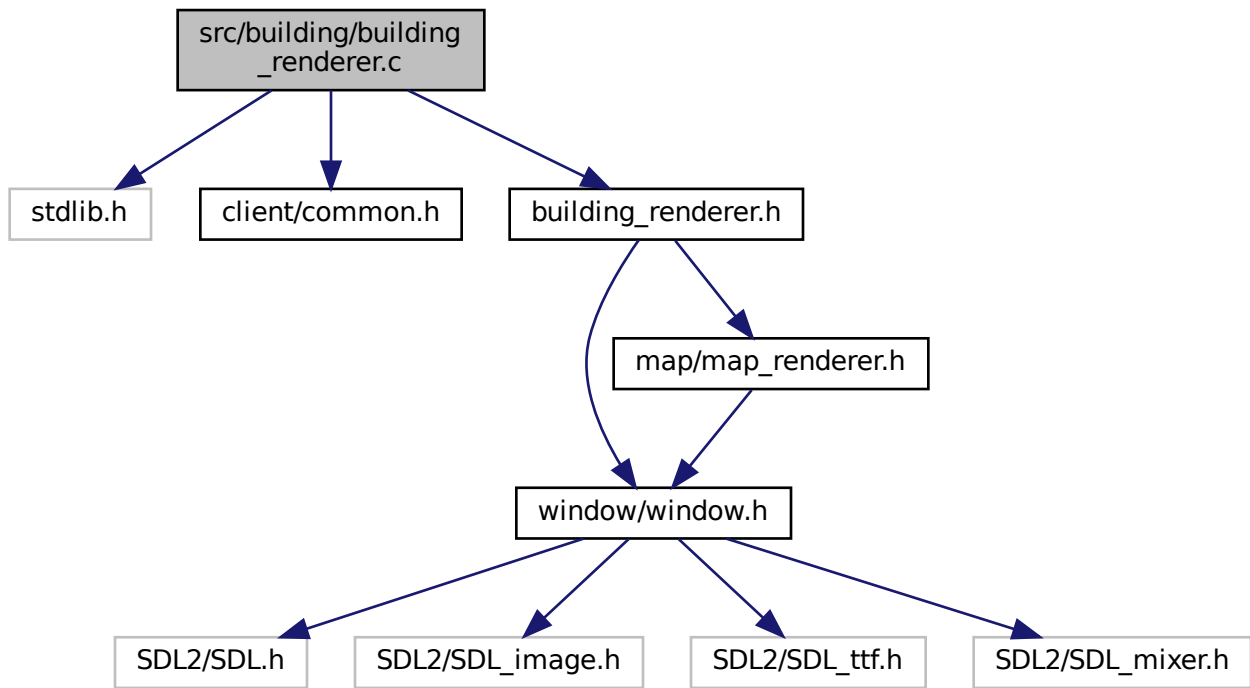 src/building/building
_renderer.c
stdlib.h
client/common.h
building_renderer.h
map/map_renderer.h
window/window.h
SDL2/SDL.h
SDL2/SDL_image.h
SDL2/SDL_ttf.h
SDL2/SDL_mixer.h